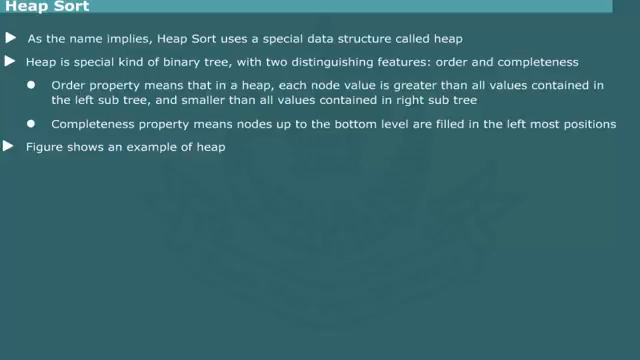 Heap Sort
As the name implies, Heap Sort uses a special data structure called heap
Heap is special kind of binary tree, with two distinguishing features: order and completeness
Order property means that in a heap, each node value is greater than all values contained in
the left sub tree, and smaller than all values contained in right sub tree
Completeness property means nodes up to the bottom level are filled in the left most positions
Figure shows an example of heap